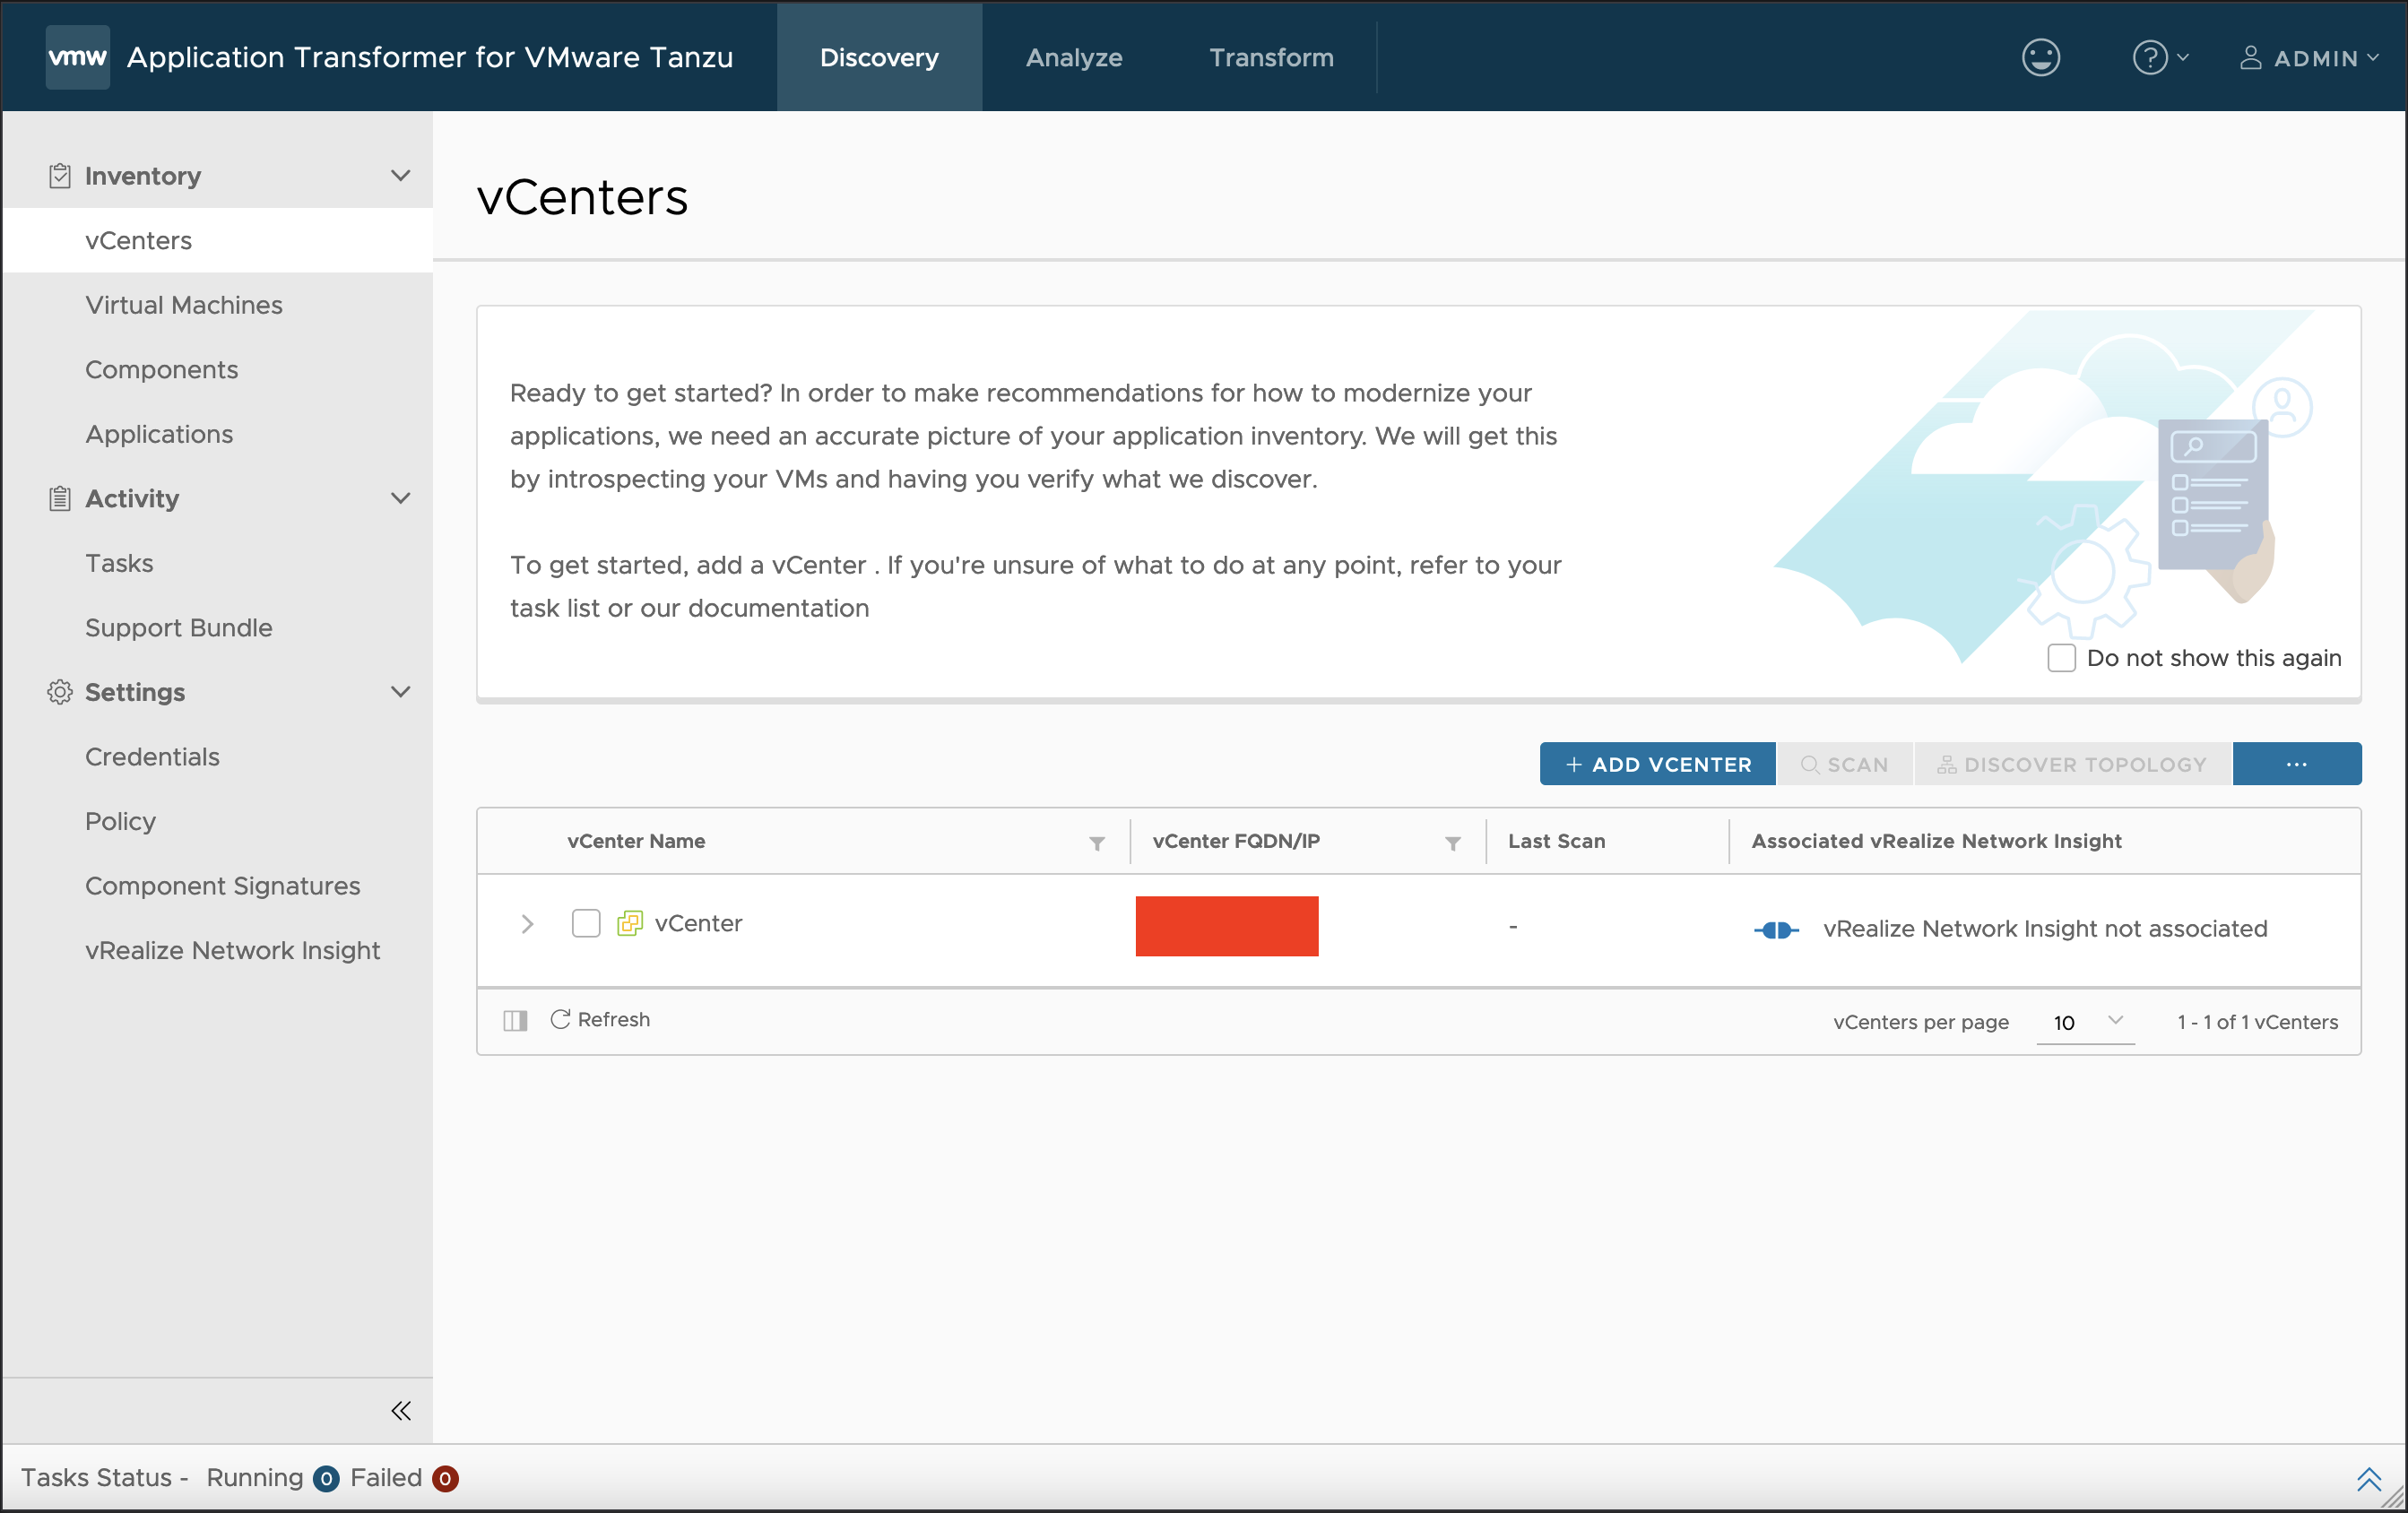 vmw Application Transformer for VMware Tanzu Discovery Analyze Transform ? ADMIN
Inventory
vCenters
Virtual Machines
Components
Applications
Activity
Tasks
Support Bundle
Settings
Credentials
Policy
Component Signatures
vRealize Network Insight
vCenters
Ready to get started? In order to make recommendations for how to modernize your
applications, we need an accurate picture of your application inventory. We will get this
by introspecting your VMs and having you verify what we discover.
To get started, add a vCenter . If you're unsure of what to do at any point, refer to your
task list or our documentation
Do not show this again
+ ADD VCENTER SCAN DISCOVER TOPOLOGY ...
vCenter Name vCenter FQDN/IP Last Scan Associated vRealize Network Insight
vCenter - vRealize Network Insight not associated
Refresh vCenters per page 10 1 - 1 of 1 vCenters
Tasks Status - Running 0 Failed 0